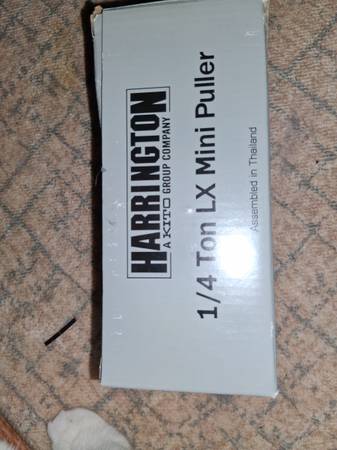 HARRINGTON
A KITO GROUP COMPANY
1/4 Ton LX Mini Puller
Assembled in Thailand